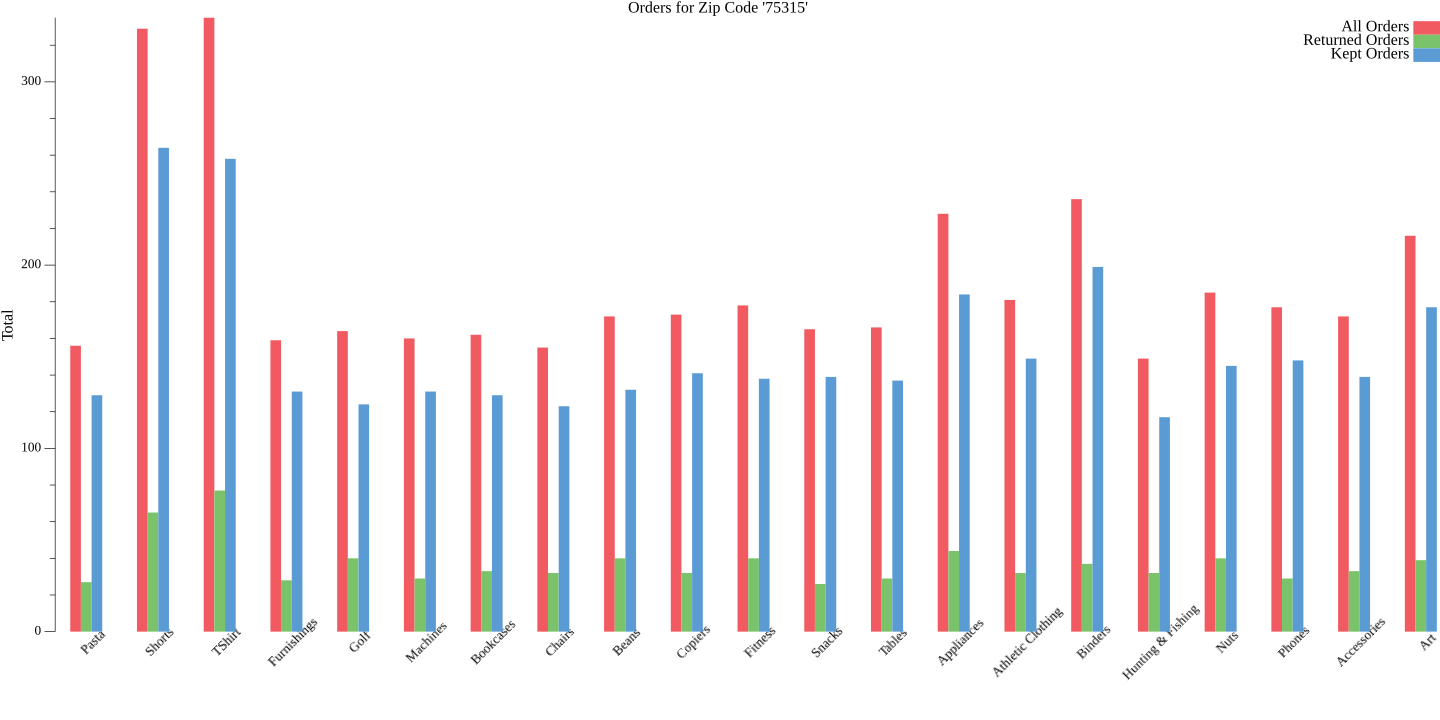 Orders for Zip Code '75315'
All Orders
Returned Orders
Kept Orders
Total
300
200
100
0
Pasta
Shorts
TShirt
Furnishings
Golf
Machines
Bookcases
Chairs
Beans
Copiers
Fitness
Snacks
Tables
Appliances
Athletic Clothing
Binders
Hunting & Fishing
Nuts
Phones
Accessories
Art